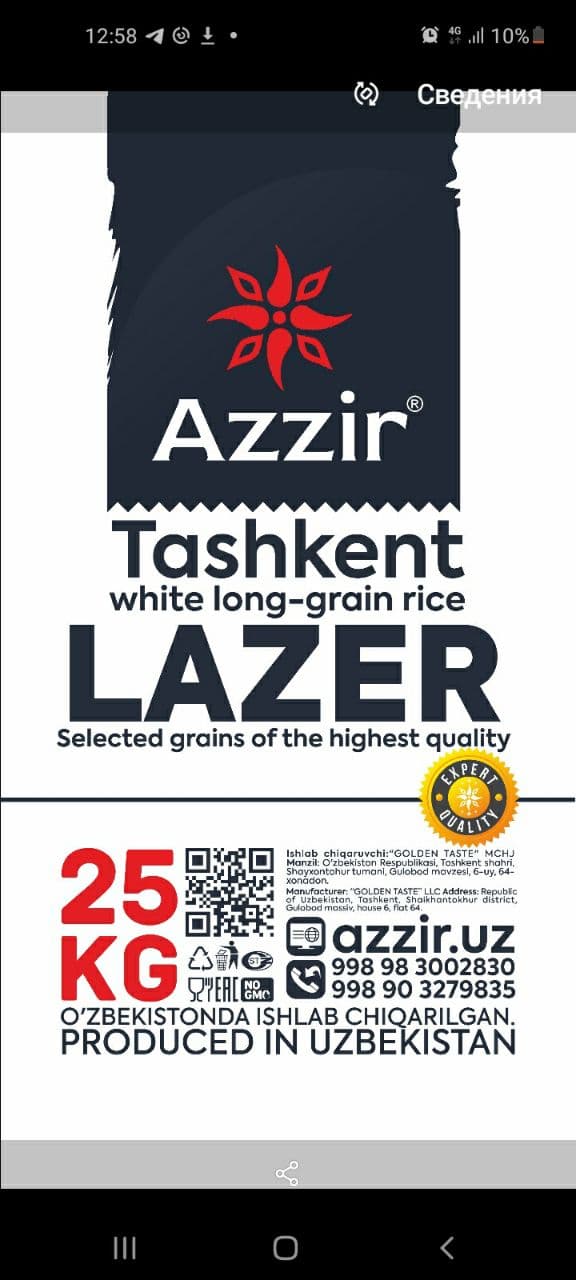 12:58
4G
10%
Сведения
Azzir®
Tashkent
white long-grain rice
LAZER
Selected grains of the highest quality
EXPERT
QUALITY
25
KG
Ishlab chiqaruvchi:"GOLDEN TASTE" MCHJ
Manzil: O'zbekiston Respublikasi, Tashkent shahri,
Shayxontohur tumani, Gulobod mavzesi, 6-uy, 64-
xonadon.
Manufacturer: "GOLDEN TASTE" LLC Address: Republic
of Uzbekistan, Tashkent, Shaikhantokhur district,
Gulobod massiv, house 6, flat 64.
azzir.uz
998 98 3002830
998 90 3279835
EAC
NO
GMO
O'ZBEKISTONDA ISHLAB CHIQARILGAN.
PRODUCED IN UZBEKISTAN